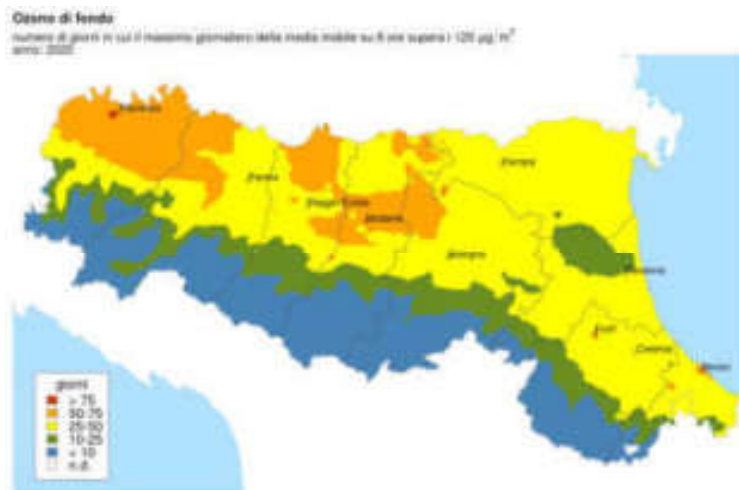 Ozono di fondo
numero di giorni in cui il massimo giornaliero della media mobile su 8 ore supera i 120 µg/m³
anno: 2020
Piacenza
Parma
Reggio Emilia
Modena
Ferrara
Bologna
Ravenna
Forlì
Cesena
Rimini
giorni
> 75
50-75
25-50
10-25
< 10
n.d.